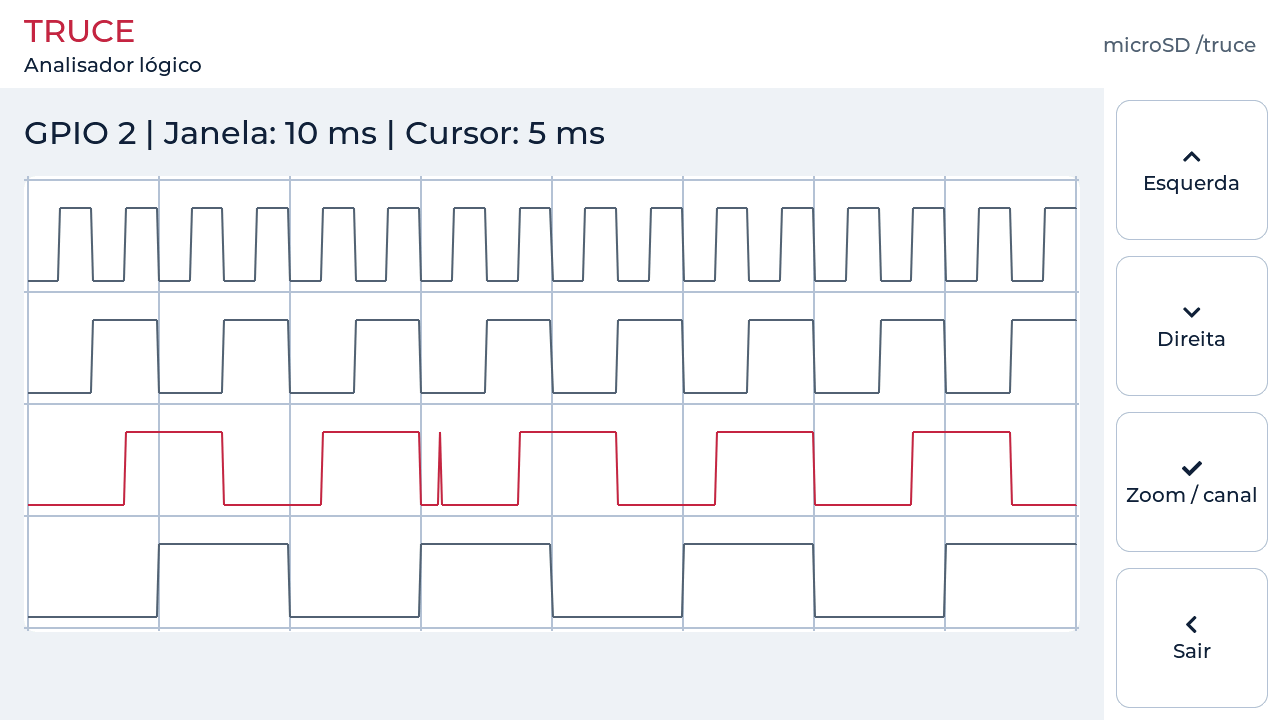 TRUCE
Analisador lógico
microSD /truce
GPIO 2 | Janela: 10 ms | Cursor: 5 ms
Esquerda
Direita
Zoom / canal
Sair